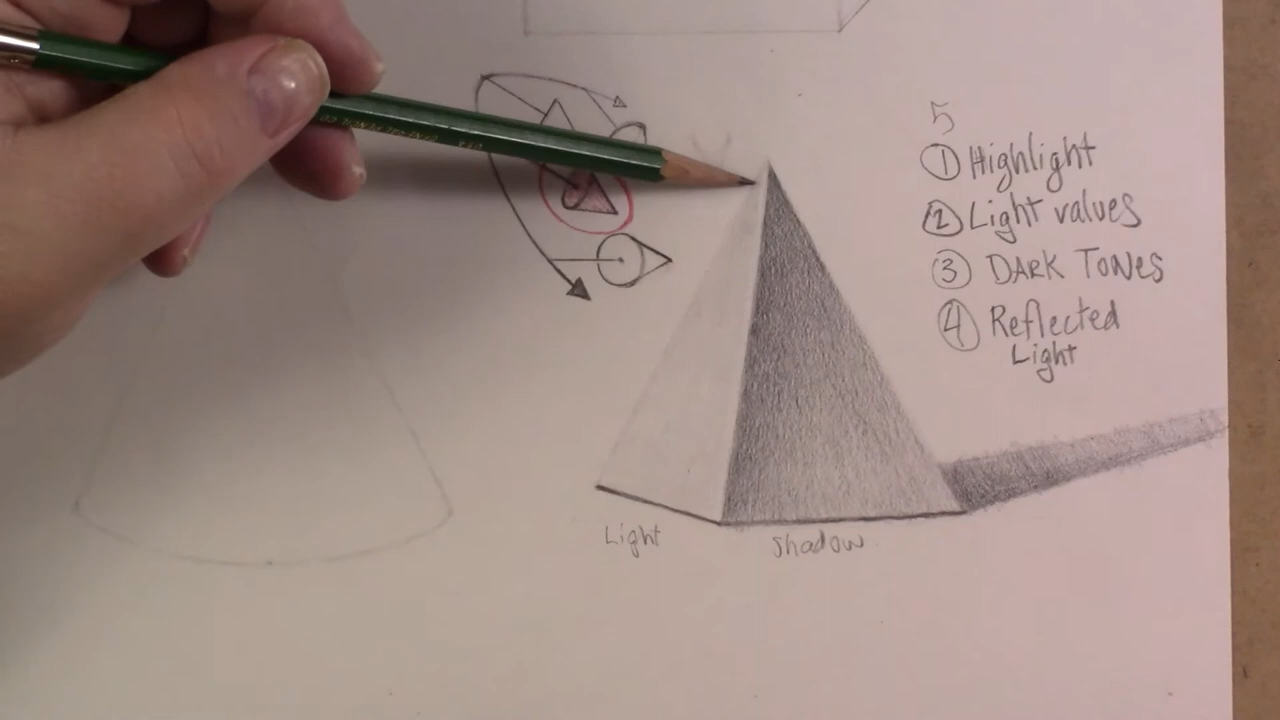 5
① Highlight
② Light values
③ DARK TONes
④ Reflected
Light
Light
Shadow